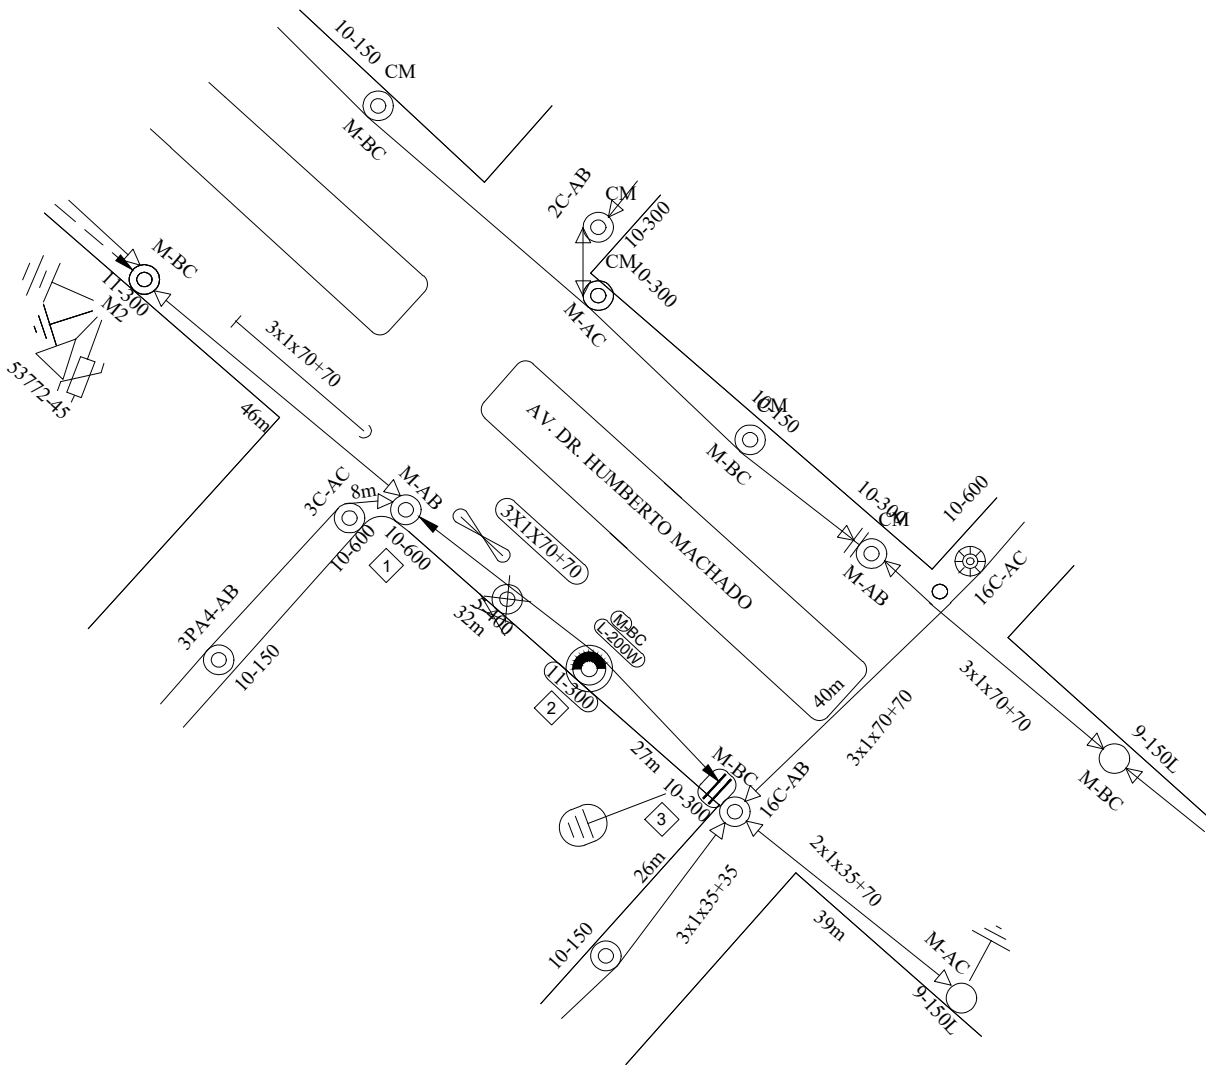 10-150
CM
M-BC
2C-AB
CM
10-300
CM
10-300
M-AC
M-BC
11-300
M2
53772-45
3x1x70+70
46m
CM
10-150
M-BC
AV. DR. HUMBERTO MACHADO
3C-AC
8m
M-AB
10-600
10-600
1
3X1X70+70
10-300
CM
10-600
M-AB
16C-AC
3PA4-AB
10-150
32m
M-BC
L-200W
11-300
2
27m
40m
3x1x70+70
3x1x70+70
9-150L
M-BC
M-BC
10-300
3
16C-AB
26m
3x1x35+35
2x1x35+70
39m
10-150
M-AC
9-150L